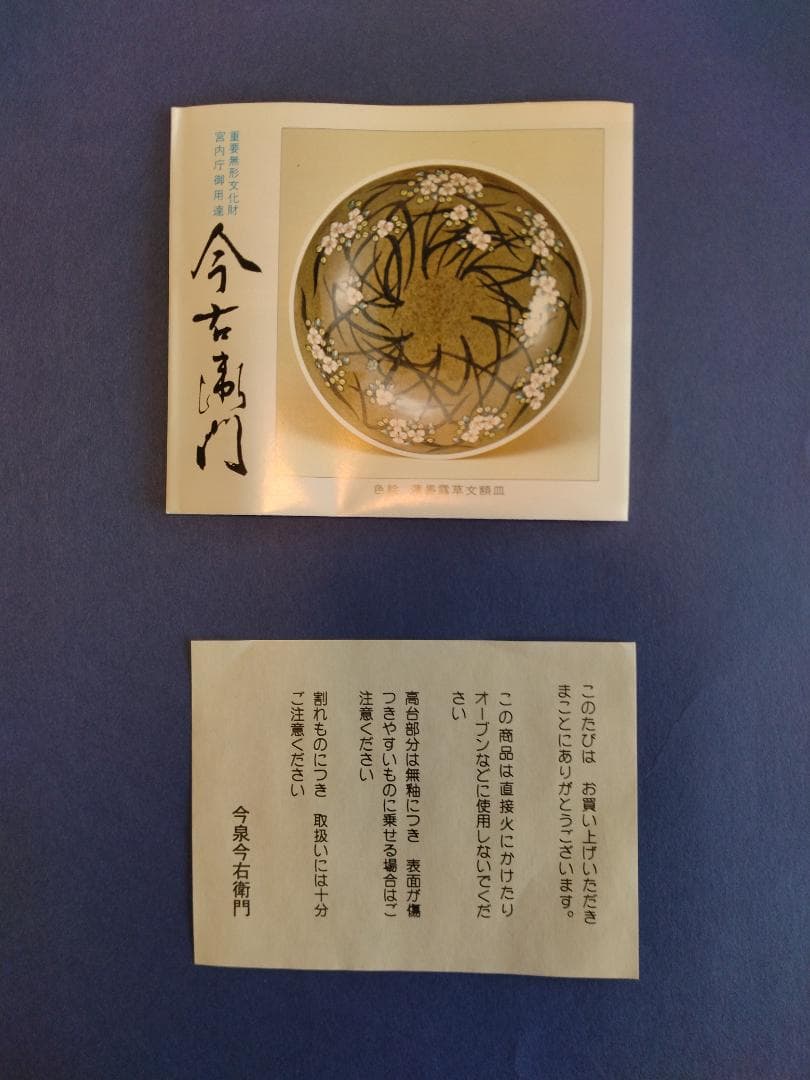 重要無形文化財
宮内庁御用達
今右衛門
色絵 薄墨露草文額皿
このたびは お買い上げいただき
まことにありがとうございます。
この商品は直接火にかけたり
オーブンなどに使用しないでくだ
さい
高台部分は無釉につき 表面が傷
つきやすいものに乗せる場合はご
注意ください
割れものにつき 取扱いには十分
ご注意ください
今泉今右衛門